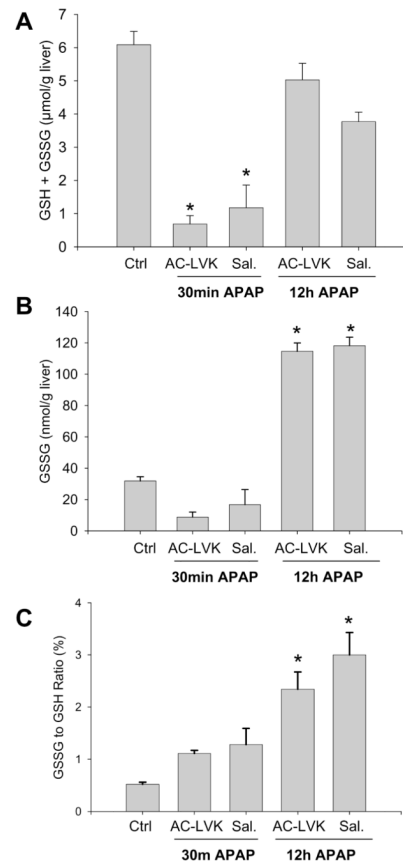 A
GSH + GSSG (μmol/g liver)
7
6
5
4
3
2
1
0
*
*
Ctrl AC-LVK Sal. AC-LVK Sal.
30min APAP 12h APAP
B
GSSG (nmol/g liver)
140
120
100
80
60
40
20
0
*
*
Ctrl AC-LVK Sal. AC-LVK Sal.
30min APAP 12h APAP
C
GSSG to GSH Ratio (%)
4
3
2
1
0
*
*
Ctrl AC-LVK Sal. AC-LVK Sal.
30m APAP 12h APAP